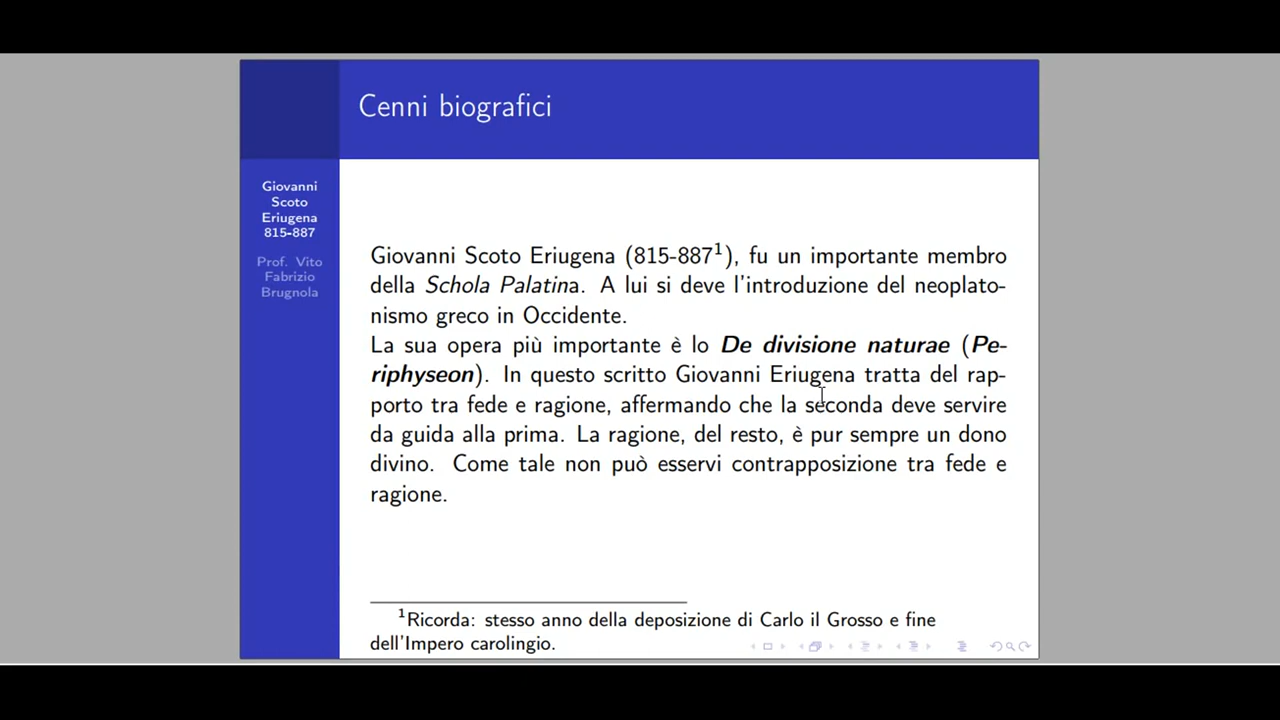 Cenni biografici
Giovanni
Scoto
Eriugena
815-887
Prof. Vito
Fabrizio
Brugnola
Giovanni Scoto Eriugena (815-887¹), fu un importante membro
della Schola Palatina. A lui si deve l'introduzione del neoplato-
nismo greco in Occidente.
La sua opera più importante è lo De divisione naturae (Pe-
riphyseon). In questo scritto Giovanni Eriugena tratta del rap-
porto tra fede e ragione, affermando che la seconda deve servire
da guida alla prima. La ragione, del resto, è pur sempre un dono
divino. Come tale non può esservi contrapposizione tra fede e
ragione.
¹Ricorda: stesso anno della deposizione di Carlo il Grosso e fine
dell'Impero carolingio.